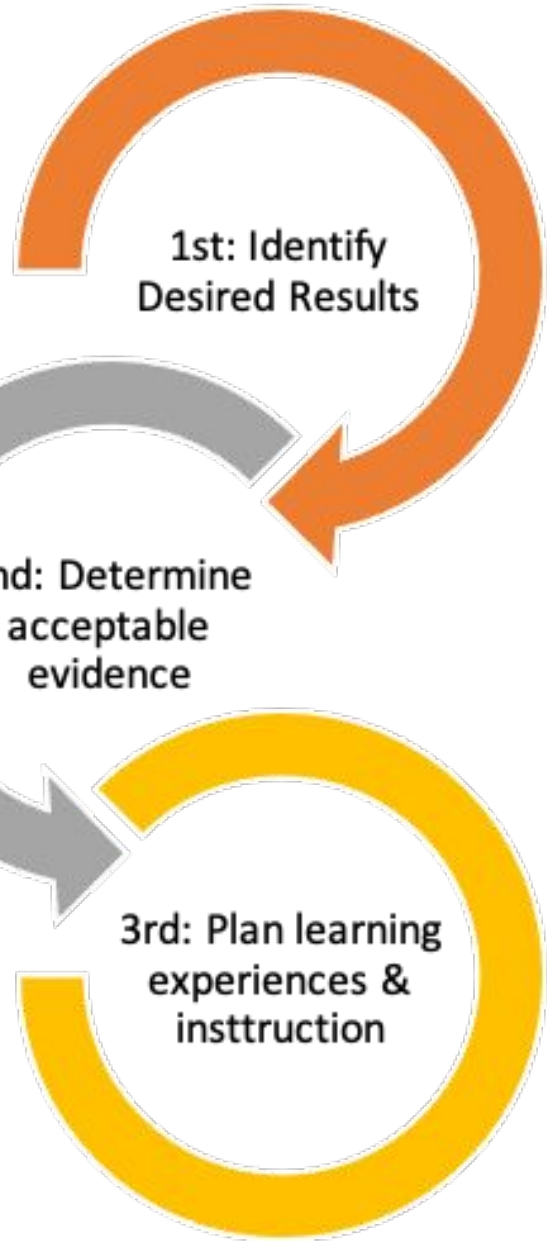 1st: Identify
Desired Results
nd: Determine
acceptable
evidence
3rd: Plan learning
experiences &
insttruction